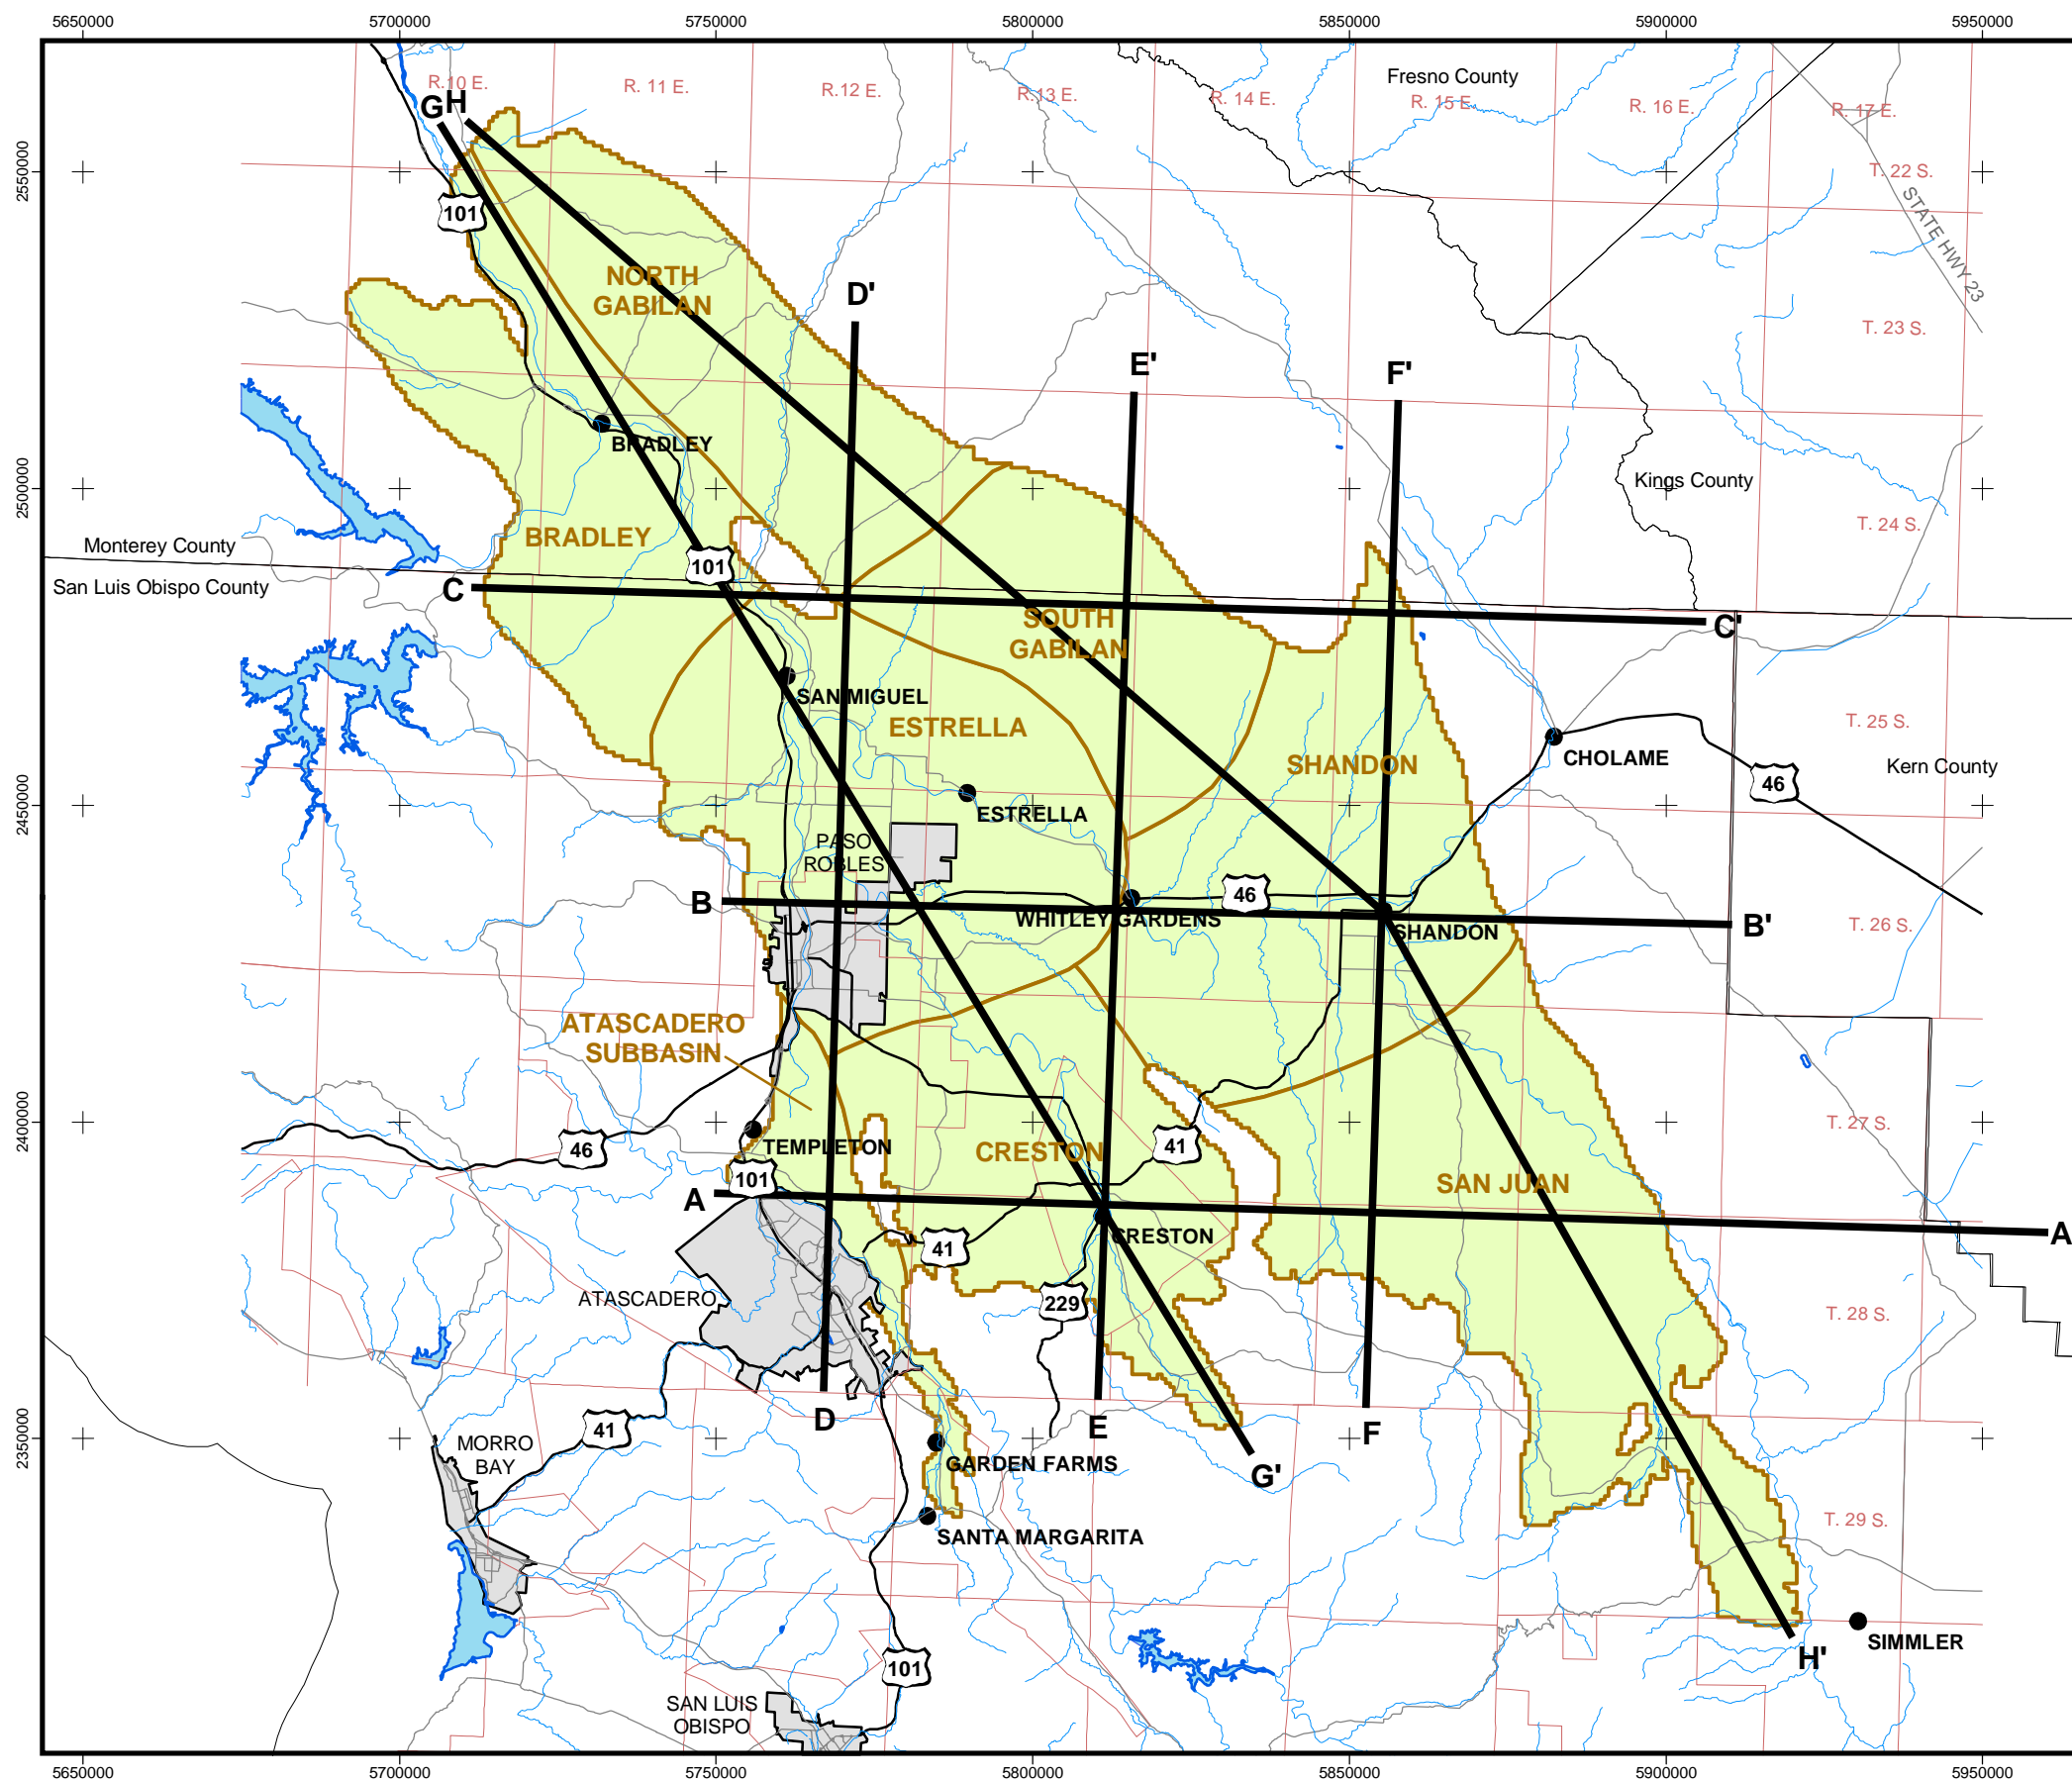 5650000
5700000
5750000
5800000
5850000
5900000
5950000
Fresno County
R.10 E.
R. 11 E.
R.12 E.
R.13 E.
R. 14 E.
R. 15 E.
R. 16 E.
R. 17 E.
G
H
2550000
T. 22 S.
STATE HWY 23
101
NORTH
GABILAN
D'
T. 23 S.
E'
F'
BRADLEY
2500000
Kings County
T. 24 S.
BRADLEY
Monterey County
101
San Luis Obispo County
C
C'
SOUTH
GABILAN
SAN MIGUEL
ESTRELLA
T. 25 S.
SHANDON
CHOLAME
Kern County
46
2450000
ESTRELLA
PASO
ROBLES
46
B
WHITLEY GARDENS
SHANDON
B'
T. 26 S.
ATASCADERO
SUBBASIN
2400000
T. 27 S.
46
TEMPLETON
CRESTON
41
101
SAN JUAN
A
A
CRESTON
41
ATASCADERO
229
T. 28 S.
D
E
F
2350000
41
MORRO
BAY
GARDEN FARMS
G'
T. 29 S.
SANTA MARGARITA
SIMMLER
H'
101
SAN LUIS
OBISPO
5650000
5700000
5750000
5800000
5850000
5900000
5950000